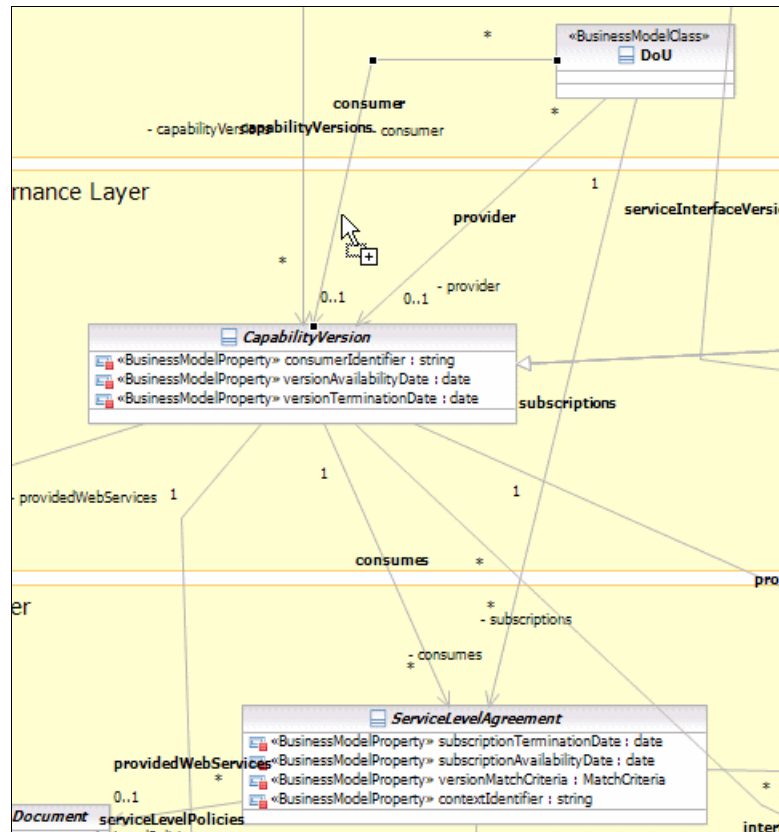 *
«BusinessModelClass»
DoU
consumer
*
- capabilityVersions
capabilityVersions
- consumer
rnance Layer
1
serviceInterfaceVersi
provider
*
- provider
0..1
0..1
CapabilityVersion
«BusinessModelProperty» consumerIdentifier : string
«BusinessModelProperty» versionAvailabilityDate : date
«BusinessModelProperty» versionTerminationDate : date
subscriptions
1
1
- providedWebServices
1
consumes
*
pro
er
*
- subscriptions
- consumes
*
ServiceLevelAgreement
«BusinessModelProperty» subscriptionTerminationDate : date
«BusinessModelProperty» subscriptionAvailabilityDate : date
providedWebServices
*
«BusinessModelProperty» versionMatchCriteria : MatchCriteria
*
0..1
«BusinessModelProperty» contextIdentifier : string
Document
serviceLevelPolicies
inter